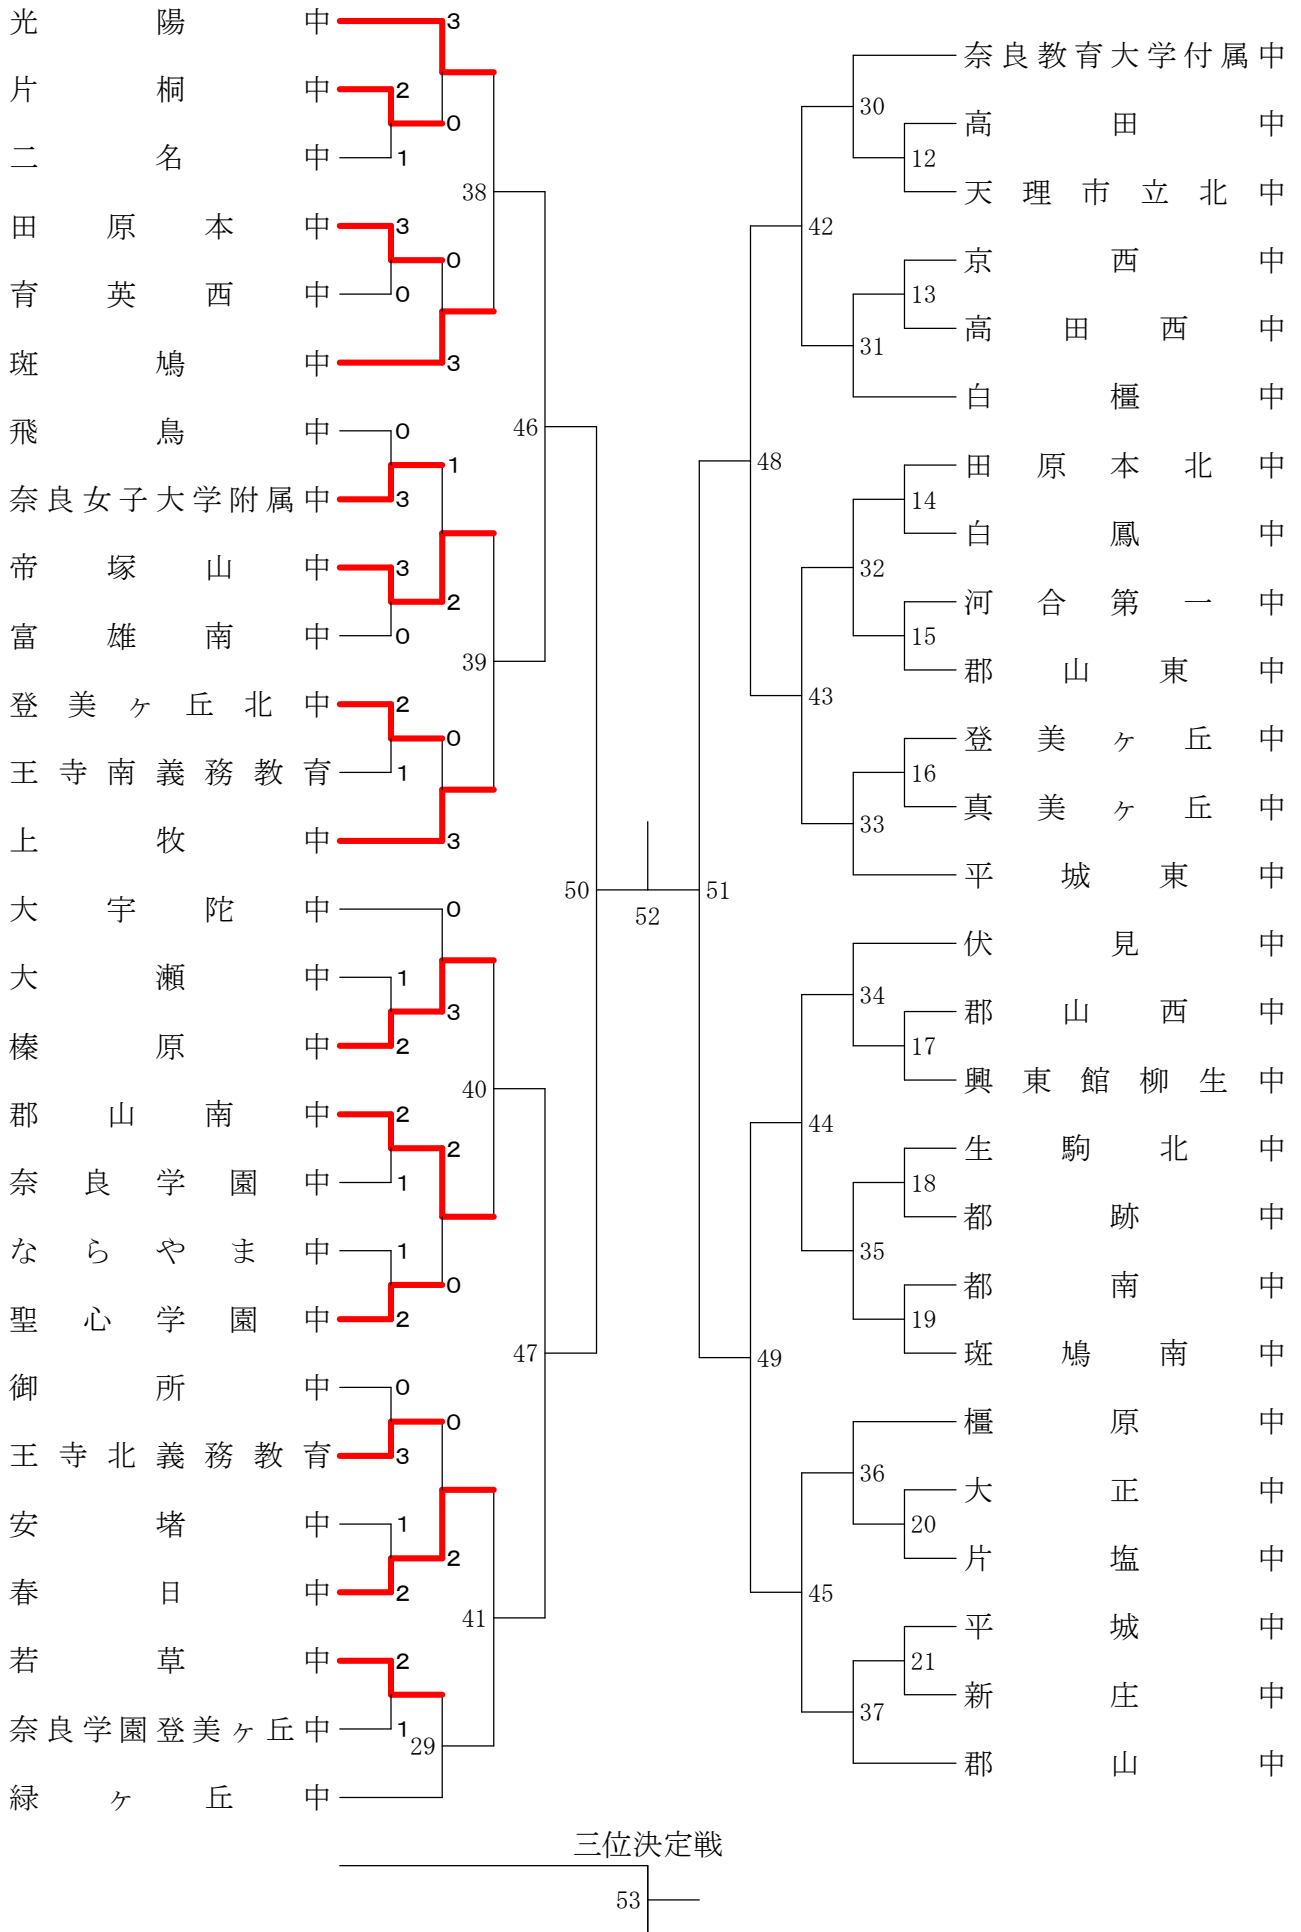 光陽中 3
片桐中 2
0
二名中 1
38
田原本中 3
0
育英西中 0
斑鳩中 3
飛鳥中 0
46
1
奈良女子大学附属中 3
帝塚山中 3
2
富雄南中 0
39
登美ヶ丘北中 2
0
王寺南義務教育 1
上牧中 3
50
大宇陀中 0
大瀬中 1
3
榛原中 2
40
郡山南中 2
2
奈良学園中 1
ならやま中 1
0
聖心学園中 2
47
御所中 0
0
王寺北義務教育 3
安堵中 1
2
春日中 2
41
若草中 2
奈良学園登美ヶ丘中 1
29
緑ヶ丘中
52
51
奈良教育大学付属中
30
高田中
12
天理市立北中
42
京西中
13
高田西中
31
白橿中
48
田原本北中
14
白鳳中
32
河合第一中
15
郡山東中
43
登美ヶ丘中
16
真美ヶ丘中
33
平城東中
伏見中
34
郡山西中
17
興東館柳生中
44
生駒北中
18
都跡中
35
都南中
19
斑鳩南中
49
橿原中
36
大正中
20
片塩中
45
平城中
21
新庄中
37
郡山中
三位決定戦
53